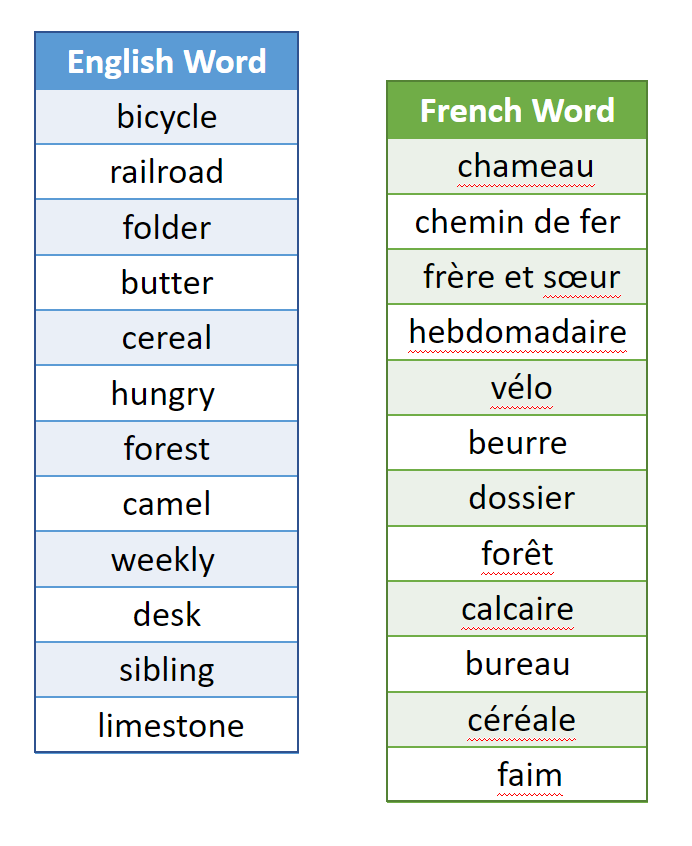 English Word
bicycle
railroad
folder
butter
cereal
hungry
forest
camel
weekly
desk
sibling
limestone
French Word
chameau
chemin de fer
frère et sœur
hebdomadaire
vélo
beurre
dossier
forêt
calcaire
bureau
céréale
faim